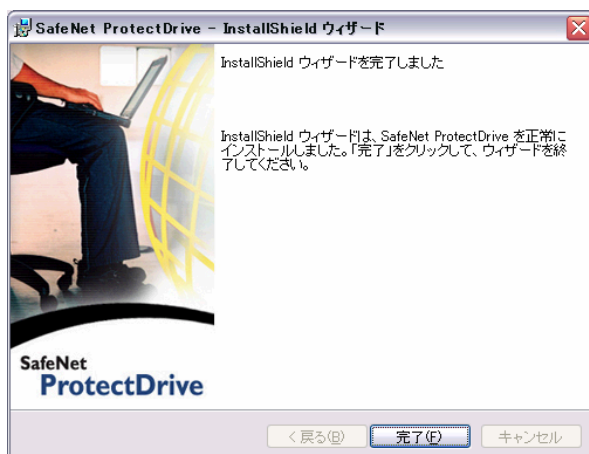 SafeNet ProtectDrive - InstallShield ウィザード
InstallShield ウィザードを完了しました
InstallShield ウィザードは、SafeNet ProtectDrive を正常に
インストールしました。「完了」をクリックして、ウィザードを終
了してください。
SafeNet
ProtectDrive
< 戻る(B)
完了(F)
キャンセル